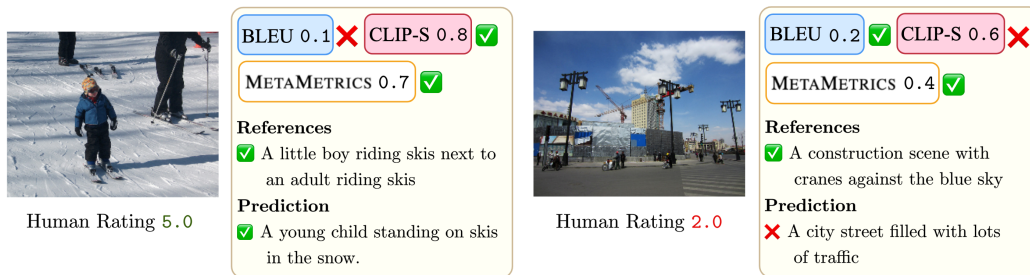 BLEU 0.1 ❌ CLIP-S 0.8 ✅
METAMETRICS 0.7 ✅
References
✅ A little boy riding skis next to
an adult riding skis
Prediction
✅ A young child standing on skis
in the snow.
Human Rating 5.0
BLEU 0.2 ✅ CLIP-S 0.6 ❌
METAMETRICS 0.4 ✅
References
✅ A construction scene with
cranes against the blue sky
Prediction
❌ A city street filled with lots
of traffic
Human Rating 2.0